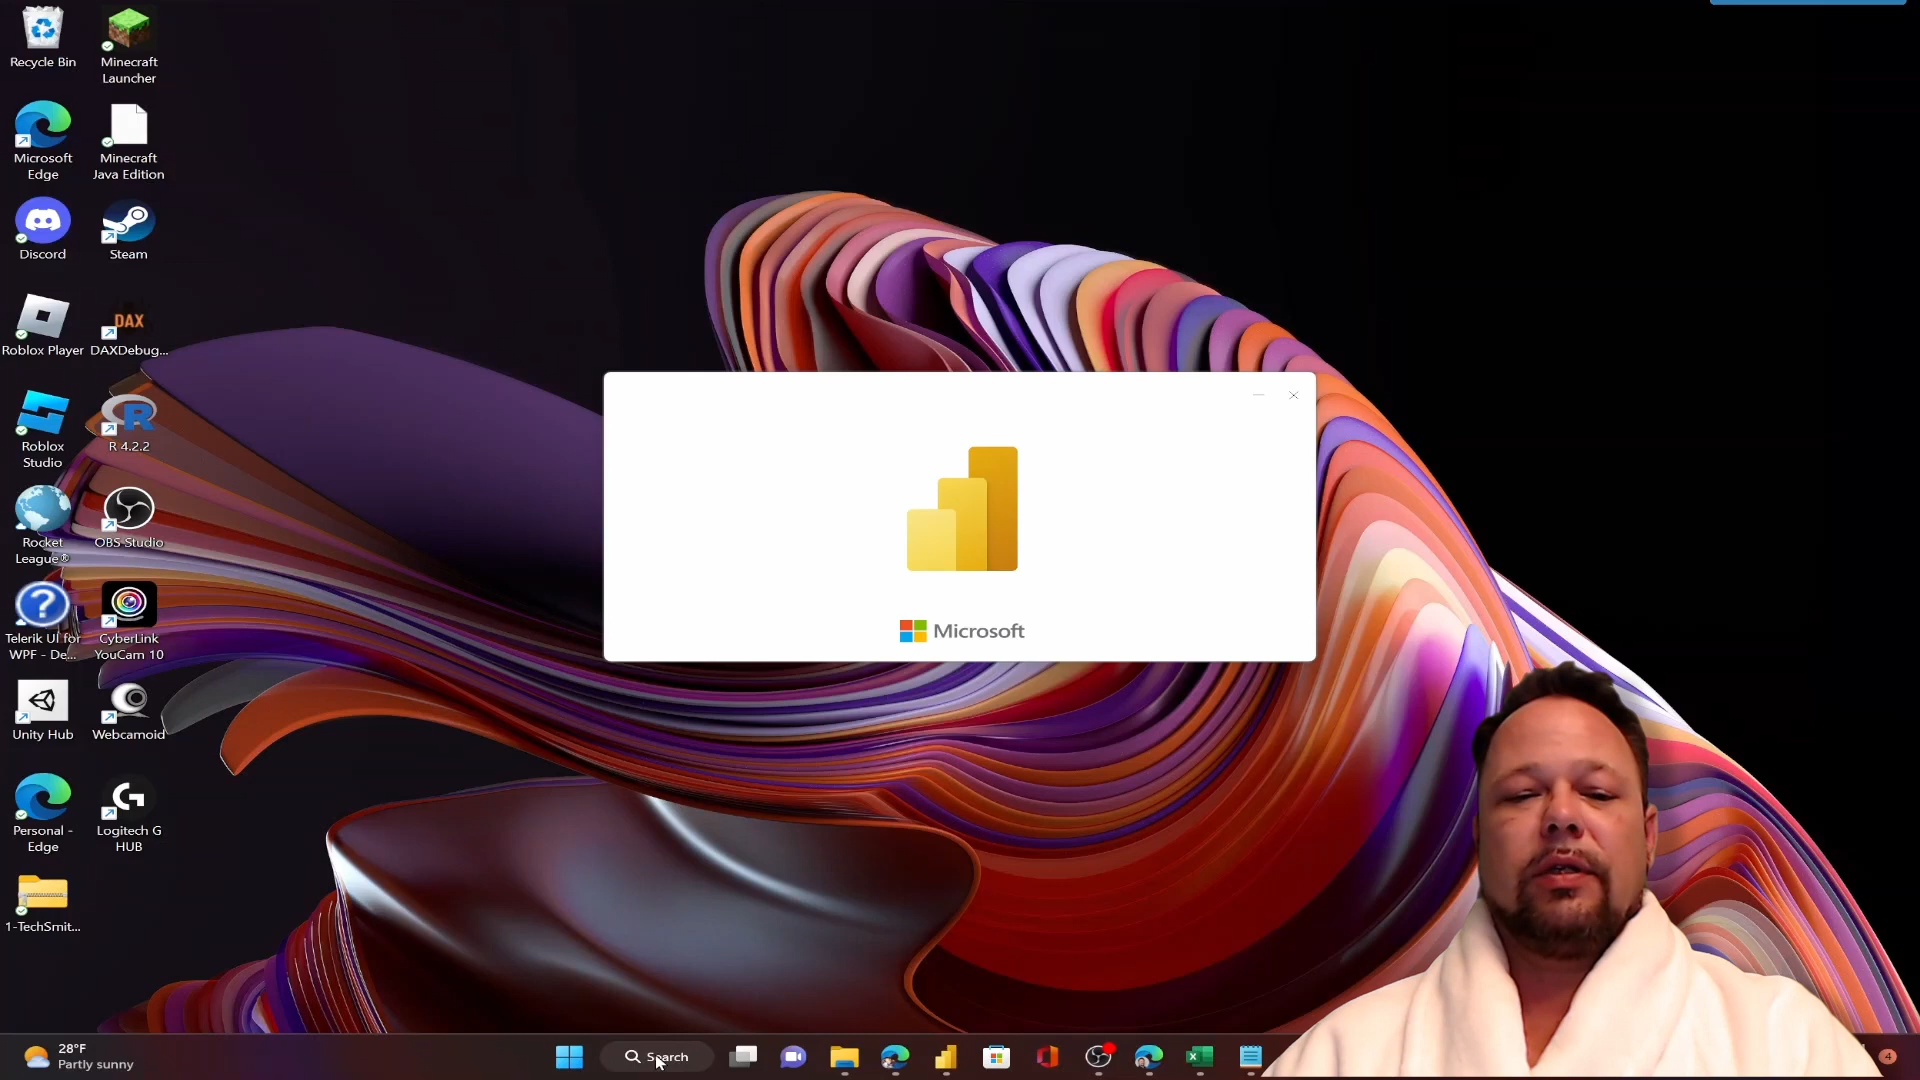 Recycle Bin
Minecraft
Launcher
Microsoft
Edge
Minecraft
Java Edition
Discord
Steam
Roblox Player
DAX
DAXDebug...
Roblox
Studio
R
R 4.2.2
Rocket
League®
OBS Studio
Telerik UI for
WPF - De...
CyberLink
YouCam 10
Unity Hub
Webcamoid
Personal -
Edge
Logitech G
HUB
1-TechSmit...
Microsoft
28°F
Partly sunny
Search
4